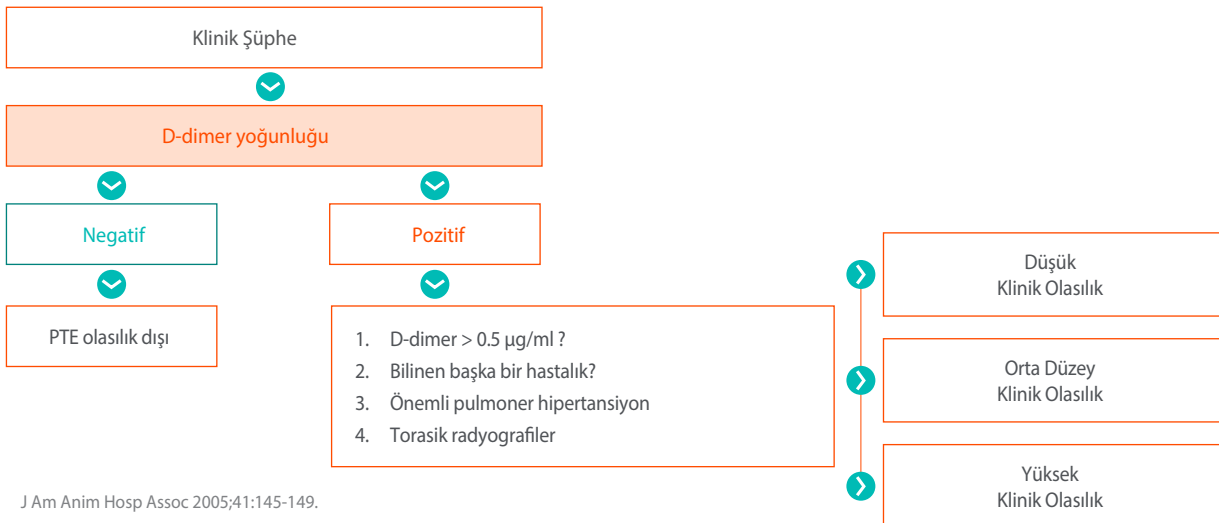 Klinik Şüphe
D-dimer yoğunluğu
Negatif
Pozitif
PTE olasılık dışı
1. D-dimer > 0.5 µg/ml ?
2. Bilinen başka bir hastalık?
3. Önemli pulmoner hipertansiyon
4. Torasik radyografiler
Düşük
Klinik Olasılık
Orta Düzey
Klinik Olasılık
Yüksek
Klinik Olasılık
J Am Anim Hosp Assoc 2005;41:145-149.